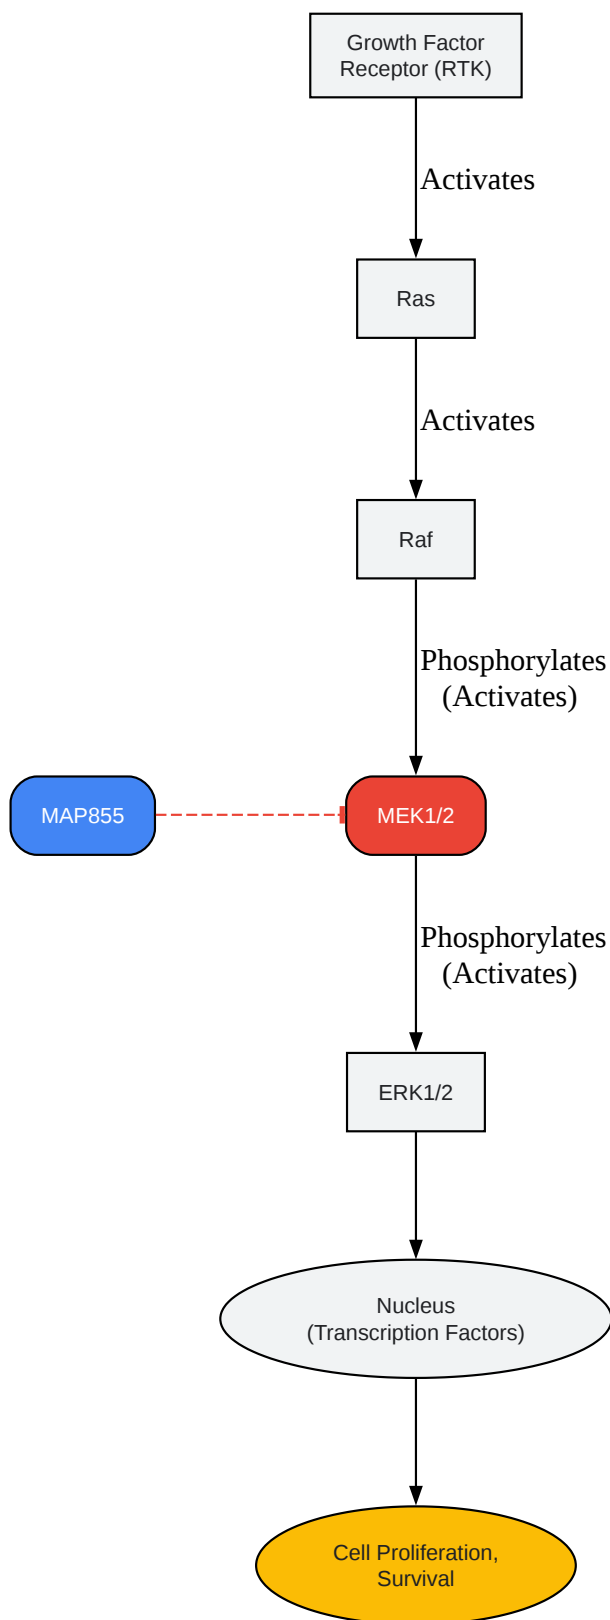 Growth Factor
Receptor (RTK)
Activates
Ras
Activates
Raf
Phosphorylates
(Activates)
MAP855
MEK1/2
Phosphorylates
(Activates)
ERK1/2
Nucleus
(Transcription Factors)
Cell Proliferation,
Survival